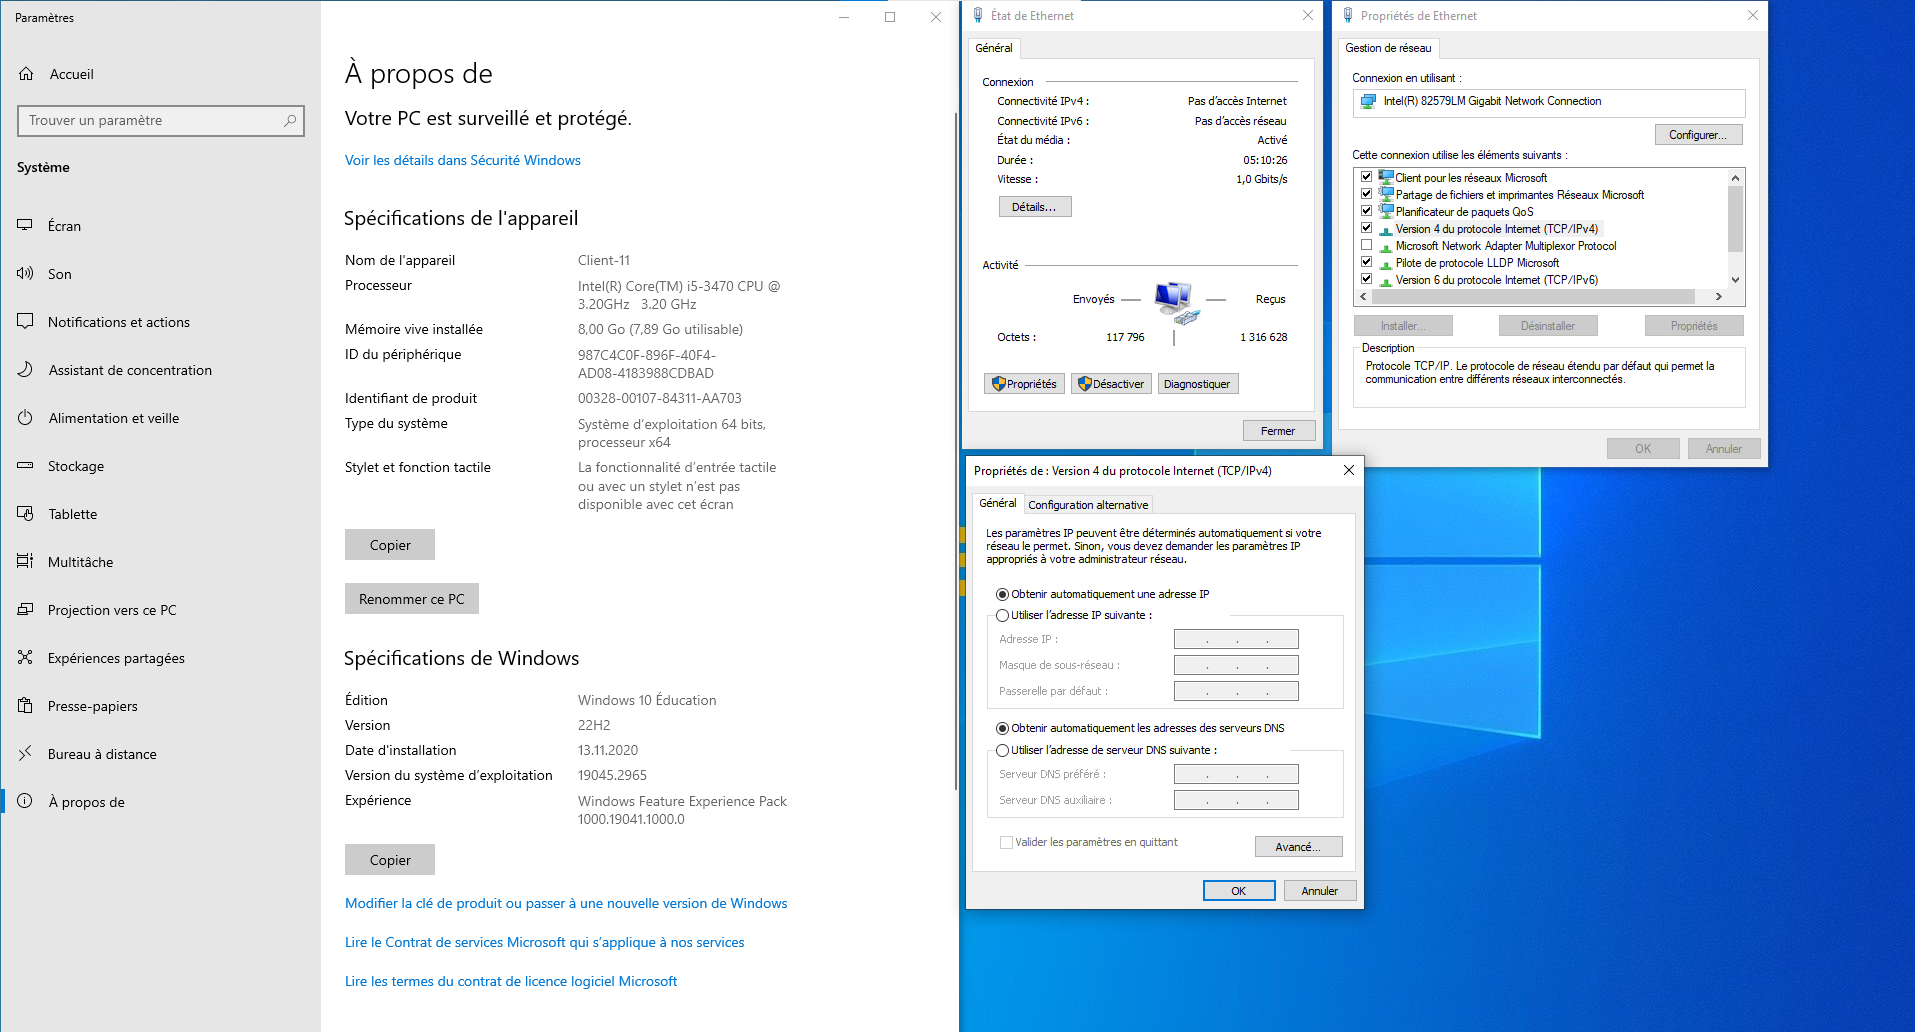 Paramètres
Accueil
Trouver un paramètre
Système
Écran
Son
Notifications et actions
Assistant de concentration
Alimentation et veille
Stockage
Tablette
Multitâche
Projection vers ce PC
Expériences partagées
Presse-papiers
Bureau à distance
À propos de
À propos de
Votre PC est surveillé et protégé.
Voir les détails dans Sécurité Windows
Spécifications de l'appareil
Nom de l'appareil Client-11
Processeur Intel(R) Core(TM) i5-3470 CPU @
3.20GHz 3.20 GHz
Mémoire vive installée 8,00 Go (7,89 Go utilisable)
ID du périphérique 987C4C0F-896F-40F4-
AD08-4183988CDBAD
Identifiant de produit 00328-00107-84311-AA703
Type du système Système d'exploitation 64 bits,
processeur x64
Stylet et fonction tactile La fonctionnalité d'entrée tactile
ou avec un stylet n'est pas
disponible avec cet écran
Copier
Renommer ce PC
Spécifications de Windows
Édition Windows 10 Éducation
Version 22H2
Date d'installation 13.11.2020
Version du système d'exploitation 19045.2965
Expérience Windows Feature Experience Pack
1000.19041.1000.0
Copier
Modifier la clé de produit ou passer à une nouvelle version de Windows
Lire le Contrat de services Microsoft qui s'applique à nos services
Lire les termes du contrat de licence logiciel Microsoft
État de Ethernet
Général
Connexion
Connectivité IPv4 : Pas d'accès Internet
Connectivité IPv6 : Pas d'accès réseau
État du média : Activé
Durée : 05:10:26
Vitesse : 1,0 Gbits/s
Détails...
Activité
Envoyés — Reçus
Octets : 117 796 1 316 628
Propriétés Désactiver Diagnostiquer
Fermer
Propriétés de Ethernet
Gestion de réseau
Connexion en utilisant :
Intel(R) 82579LM Gigabit Network Connection
Configurer...
Cette connexion utilise les éléments suivants :
Client pour les réseaux Microsoft
Partage de fichiers et imprimantes Réseaux Microsoft
Planificateur de paquets QoS
Version 4 du protocole Internet (TCP/IPv4)
Microsoft Network Adapter Multiplexor Protocol
Pilote de protocole LLDP Microsoft
Version 6 du protocole Internet (TCP/IPv6)
Installer... Désinstaller Propriétés
Description
Protocole TCP/IP. Le protocole de réseau étendu par défaut qui permet la
communication entre différents réseaux interconnectés.
OK Annuler
Propriétés de : Version 4 du protocole Internet (TCP/IPv4)
Général Configuration alternative
Les paramètres IP peuvent être déterminés automatiquement si votre
réseau le permet. Sinon, vous devez demander les paramètres IP
appropriés à votre administrateur réseau.
Obtenir automatiquement une adresse IP
Utiliser l'adresse IP suivante :
Adresse IP : . . .
Masque de sous-réseau : . . .
Passerelle par défaut : . . .
Obtenir automatiquement les adresses des serveurs DNS
Utiliser l'adresse de serveur DNS suivante :
Serveur DNS préféré : . . .
Serveur DNS auxiliaire : . . .
Valider les paramètres en quittant
Avancé...
OK Annuler